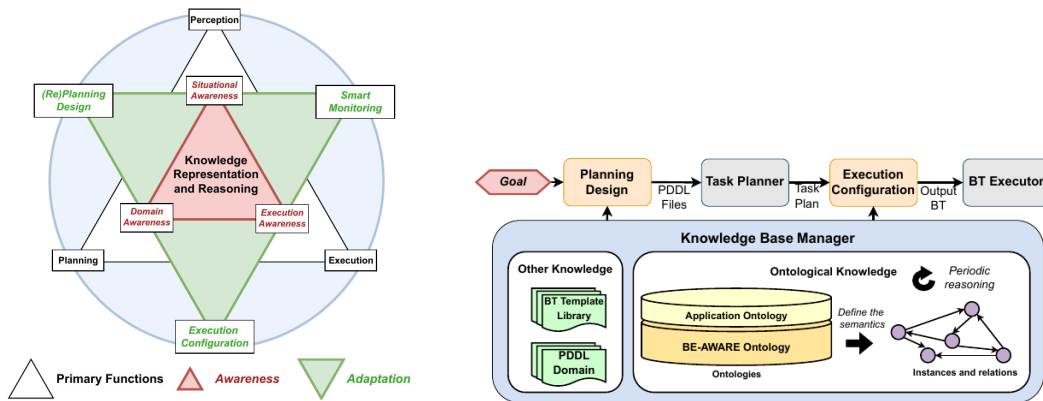 Perception
Situational
Awareness
(Re)Planning
Design
Smart
Monitoring
Knowledge
Representation
and Reasoning
Domain
Awareness
Execution
Awareness
Planning
Execution
Execution
Configuration
Primary Functions
Awareness
Adaptation
Goal
Planning
Design
PDDL
Files
Task Planner
Task
Plan
Execution
Configuration
Output
BT
BT Executor
Knowledge Base Manager
Other Knowledge
BT Template
Library
PDDL
Domain
Ontological Knowledge
Periodic
reasoning
Application Ontology
BE-AWARE Ontology
Ontologies
Define the
semantics
Instances and relations